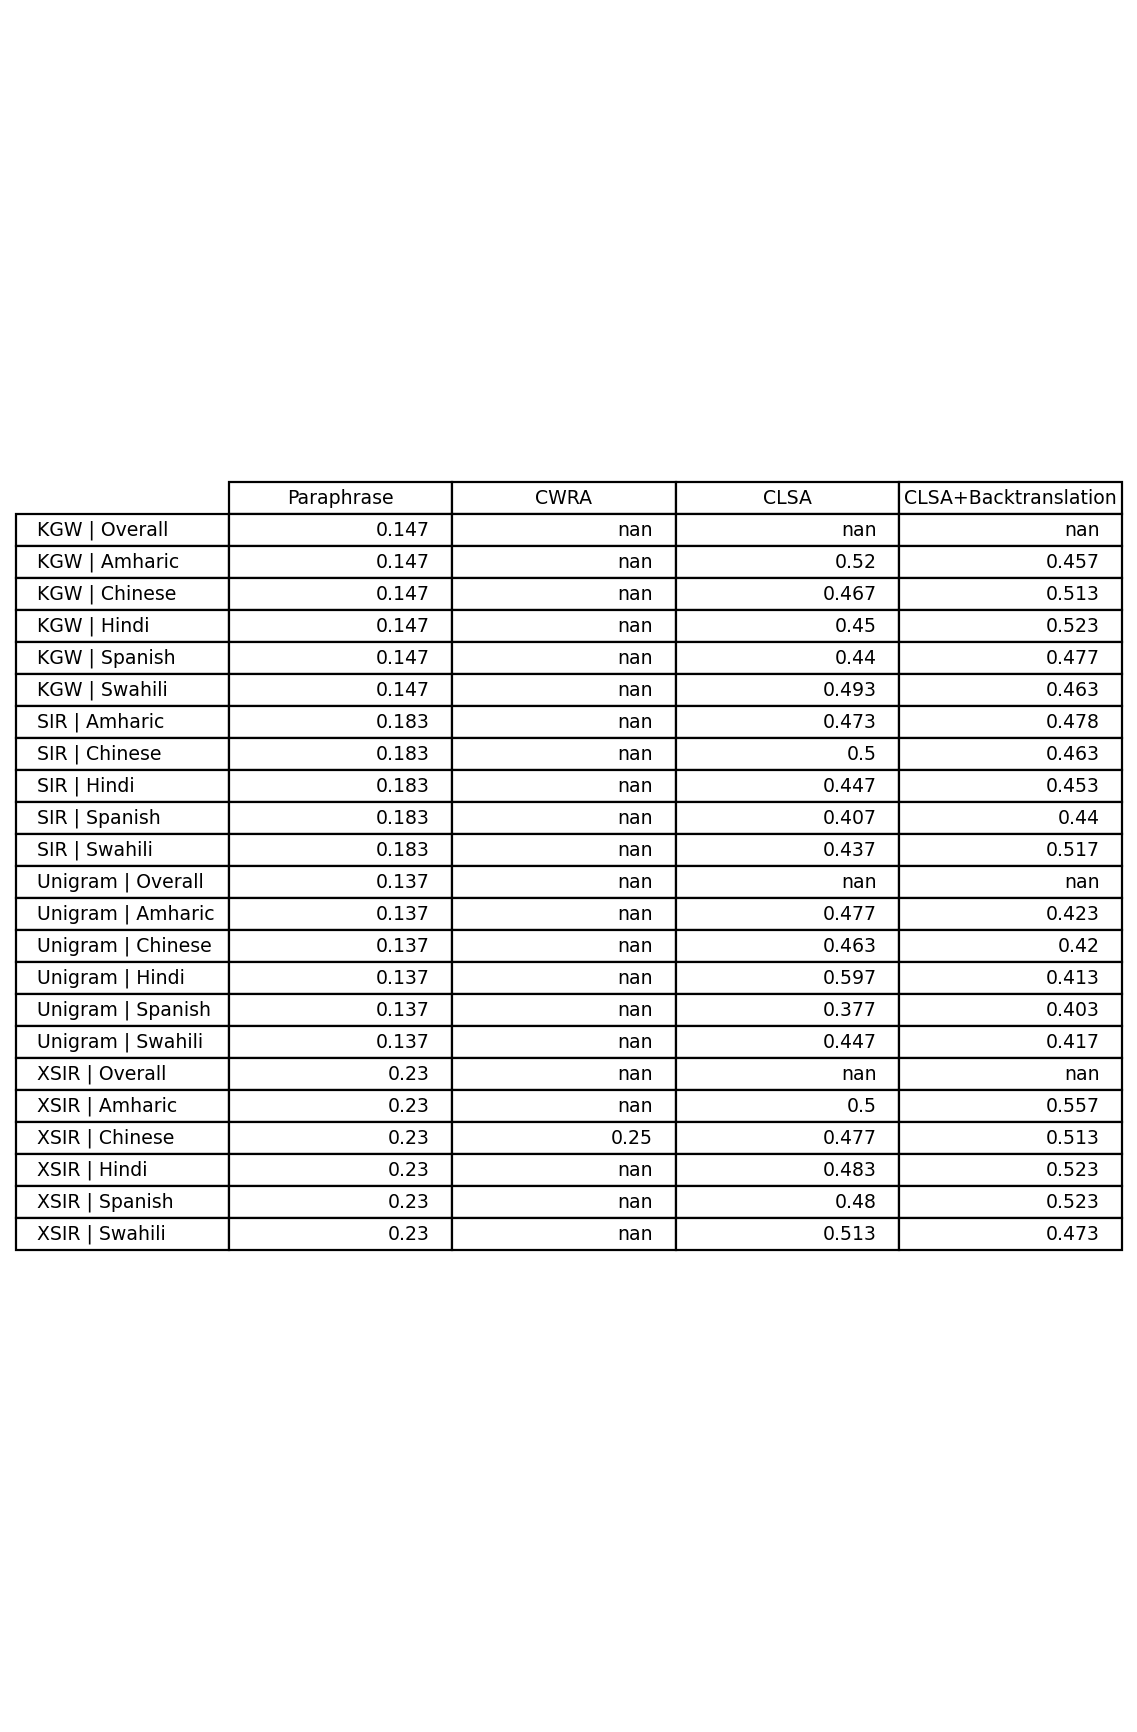 Paraphrase CWRA CLSA CLSA+Backtranslation
KGW | Overall 0.147 nan nan nan
KGW | Amharic 0.147 nan 0.52 0.457
KGW | Chinese 0.147 nan 0.467 0.513
KGW | Hindi 0.147 nan 0.45 0.523
KGW | Spanish 0.147 nan 0.44 0.477
KGW | Swahili 0.147 nan 0.493 0.463
SIR | Amharic 0.183 nan 0.473 0.478
SIR | Chinese 0.183 nan 0.5 0.463
SIR | Hindi 0.183 nan 0.447 0.453
SIR | Spanish 0.183 nan 0.407 0.44
SIR | Swahili 0.183 nan 0.437 0.517
Unigram | Overall 0.137 nan nan nan
Unigram | Amharic 0.137 nan 0.477 0.423
Unigram | Chinese 0.137 nan 0.463 0.42
Unigram | Hindi 0.137 nan 0.597 0.413
Unigram | Spanish 0.137 nan 0.377 0.403
Unigram | Swahili 0.137 nan 0.447 0.417
XSIR | Overall 0.23 nan nan nan
XSIR | Amharic 0.23 nan 0.5 0.557
XSIR | Chinese 0.23 0.25 0.477 0.513
XSIR | Hindi 0.23 nan 0.483 0.523
XSIR | Spanish 0.23 nan 0.48 0.523
XSIR | Swahili 0.23 nan 0.513 0.473